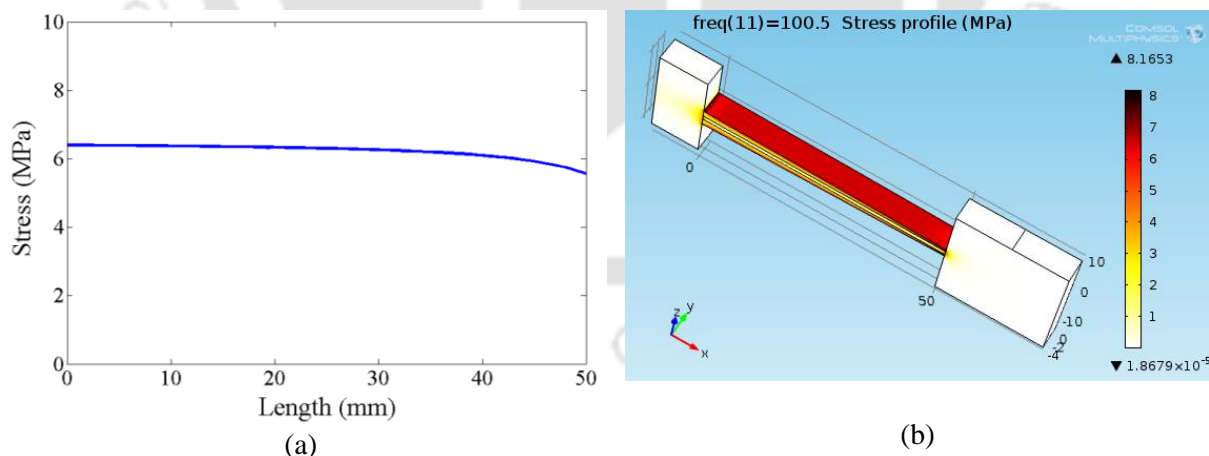 10
8
6
4
2
0
Stress (MPa)
0 10 20 30 40 50
Length (mm)
(a)
freq(11)=100.5 Stress profile (MPa)
COMSOL
MULTIPHYSICS
▲ 8.1653
8
7
6
5
4
3
2
1
▼ 1.8679×10⁻⁵
0
50
10
0
-10
0
-2
-4
z
y
x
(b)